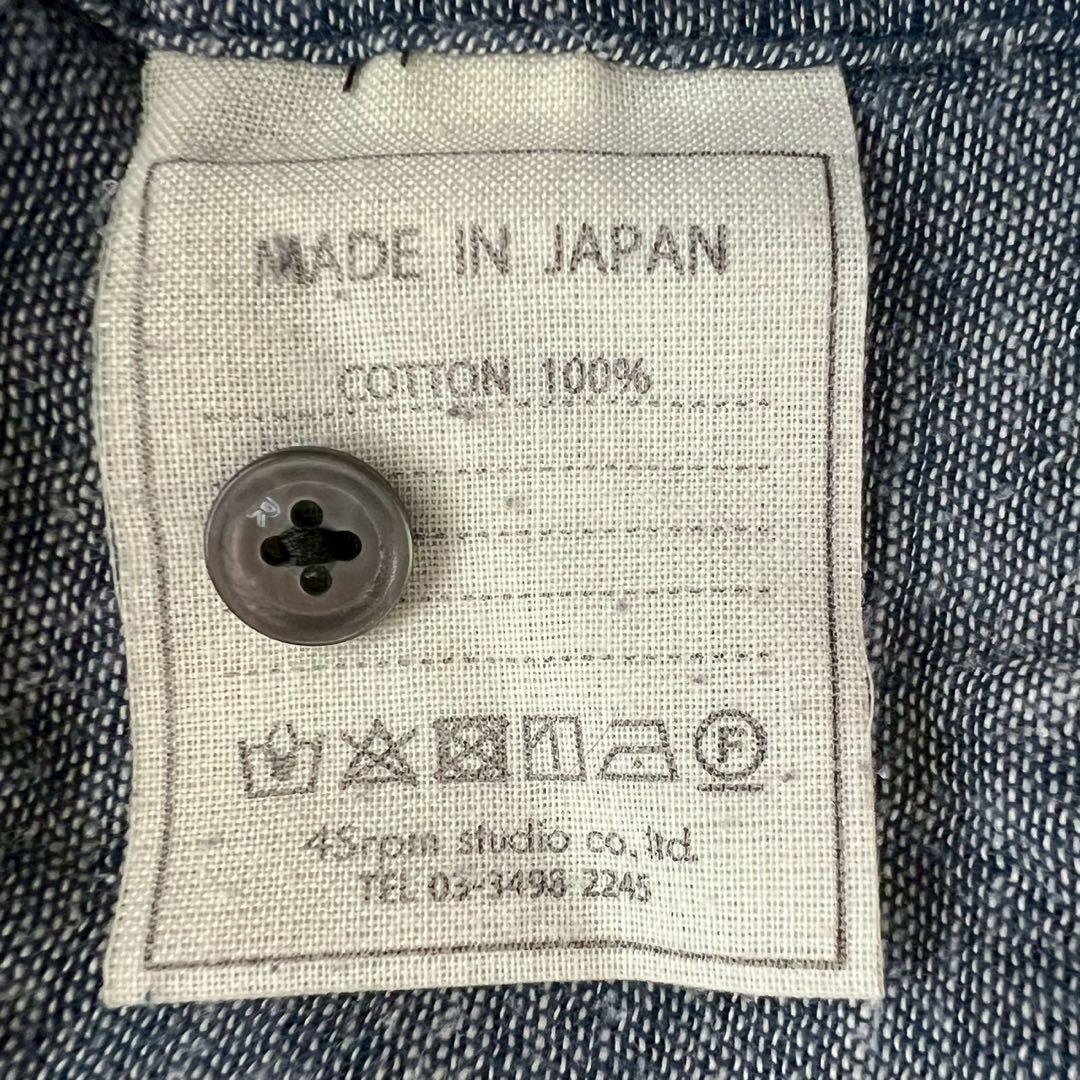 MADE IN JAPAN
COTTON 100%
R
F
45rpm studio co., ltd.
TEL 03-3498 2245